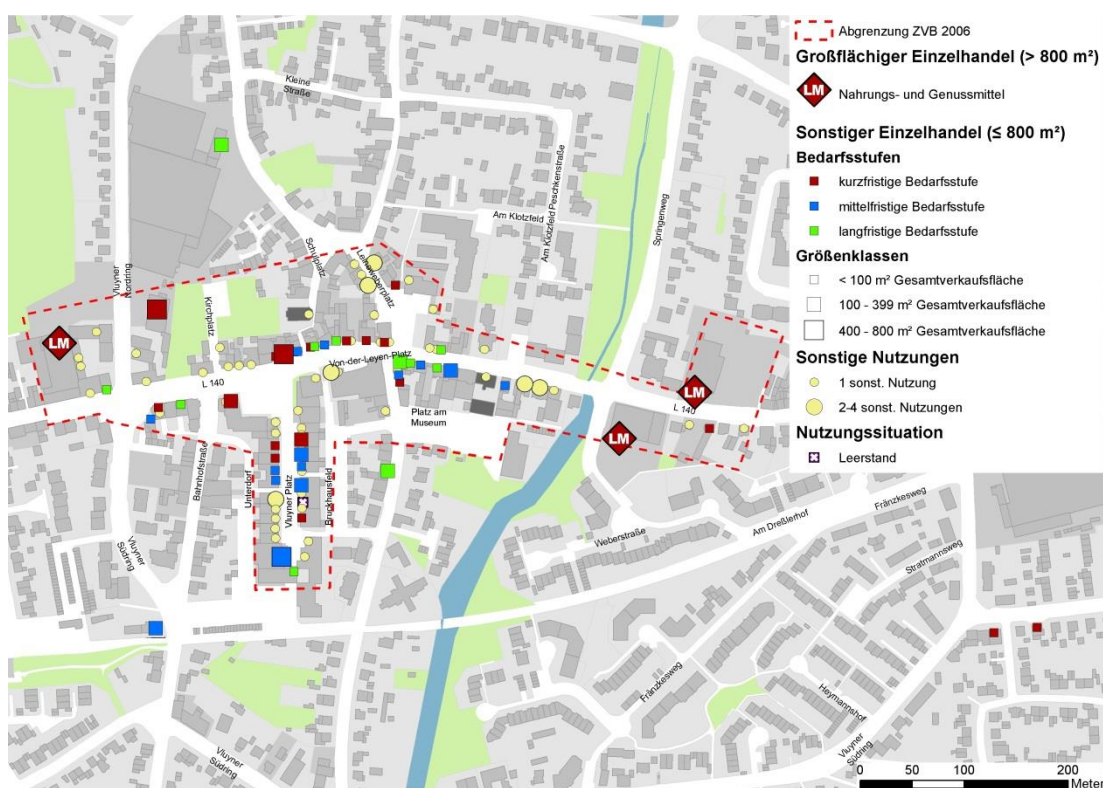 Abgrenzung ZVB 2006
Großflächiger Einzelhandel (> 800 m²)
LM Nahrungs- und Genussmittel
Sonstiger Einzelhandel (≤ 800 m²)
Bedarfsstufen
kurzfristige Bedarfsstufe
mittelfristige Bedarfsstufe
langfristige Bedarfsstufe
Größenklassen
< 100 m² Gesamtverkaufsfläche
100 - 399 m² Gesamtverkaufsfläche
400 - 800 m² Gesamtverkaufsfläche
Sonstige Nutzungen
1 sonst. Nutzung
2-4 sonst. Nutzungen
Nutzungssituation
Leerstand
Kleine
Straße
Am Klotzfeld
Peschkenstraße
Am Klotzfeld
Springenweg
Schulplatz
Leineweberplatz
Vluyner
Nordring
Kirchplatz
LM
Von-der-Leyen-Platz
L 140
LM
L 140
Platz am
Museum
LM
Bahnhofstraße
Unterdorf
Vluyner Platz
Bruckhausfeld
Vluyner
Südring
Weberstraße
Am Dreßlerhof
Fränzkesweg
Stratmannsweg
Fränzkesweg
Heymannshof
Vluyner
Südring
Vluyner
Südring
0 50 100 200
Meter